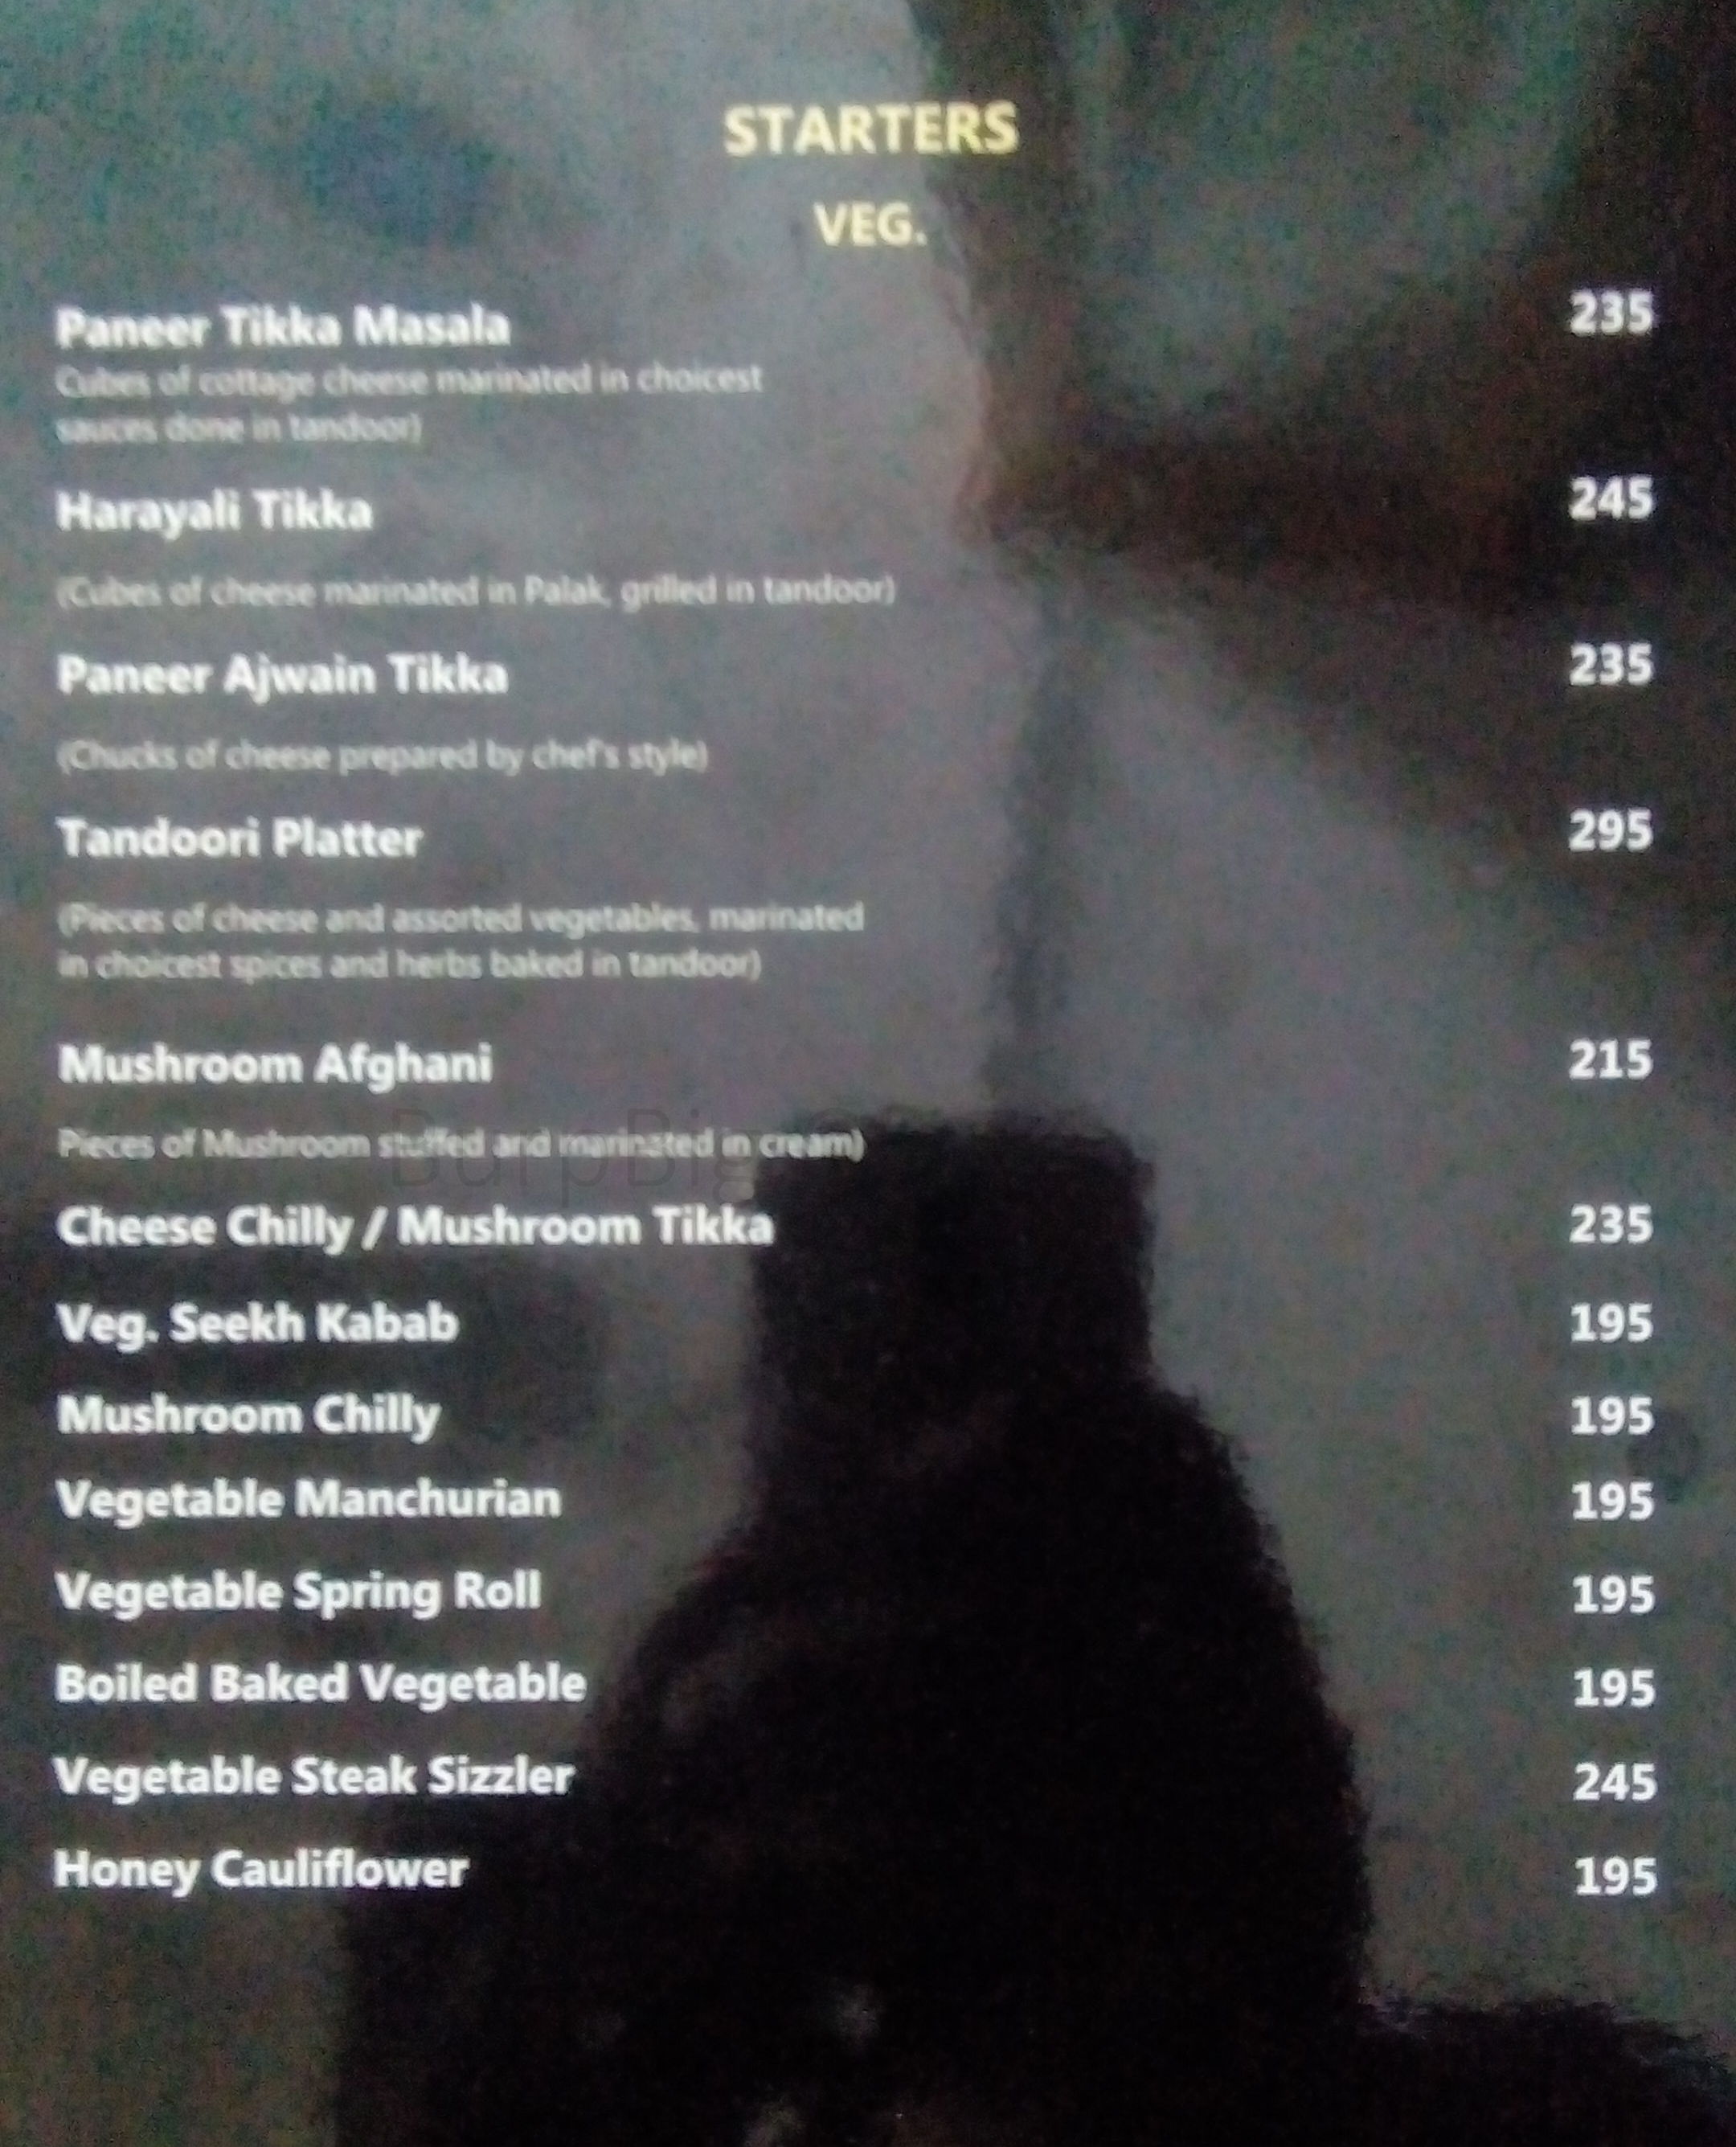 STARTERS
VEG.
Paneer Tikka Masala 235
Cubes of cottage cheese marinated in choicest
sauces done in tandoor)
Harayali Tikka 245
(Cubes of cheese marinated in Palak, grilled in tandoor)
Paneer Ajwain Tikka 235
(Chucks of cheese prepared by chef's style)
Tandoori Platter 295
(Pieces of cheese and assorted vegetables, marinated
in choicest spices and herbs baked in tandoor)
Mushroom Afghani 215
Pieces of Mushroom stuffed and marinated in cream)
Cheese Chilly / Mushroom Tikka 235
Veg. Seekh Kabab 195
Mushroom Chilly 195
Vegetable Manchurian 195
Vegetable Spring Roll 195
Boiled Baked Vegetable 195
Vegetable Steak Sizzler 245
Honey Cauliflower 195